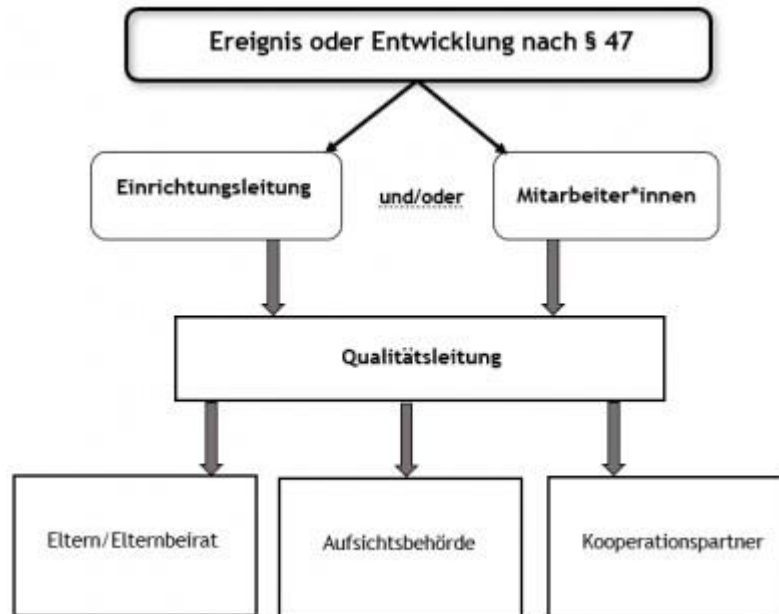 Ereignis oder Entwicklung nach § 47
Einrichtungsleitung
und/oder
Mitarbeiter*innen
Qualitätsleitung
Eltern/Elternbeirat
Aufsichtsbehörde
Kooperationspartner